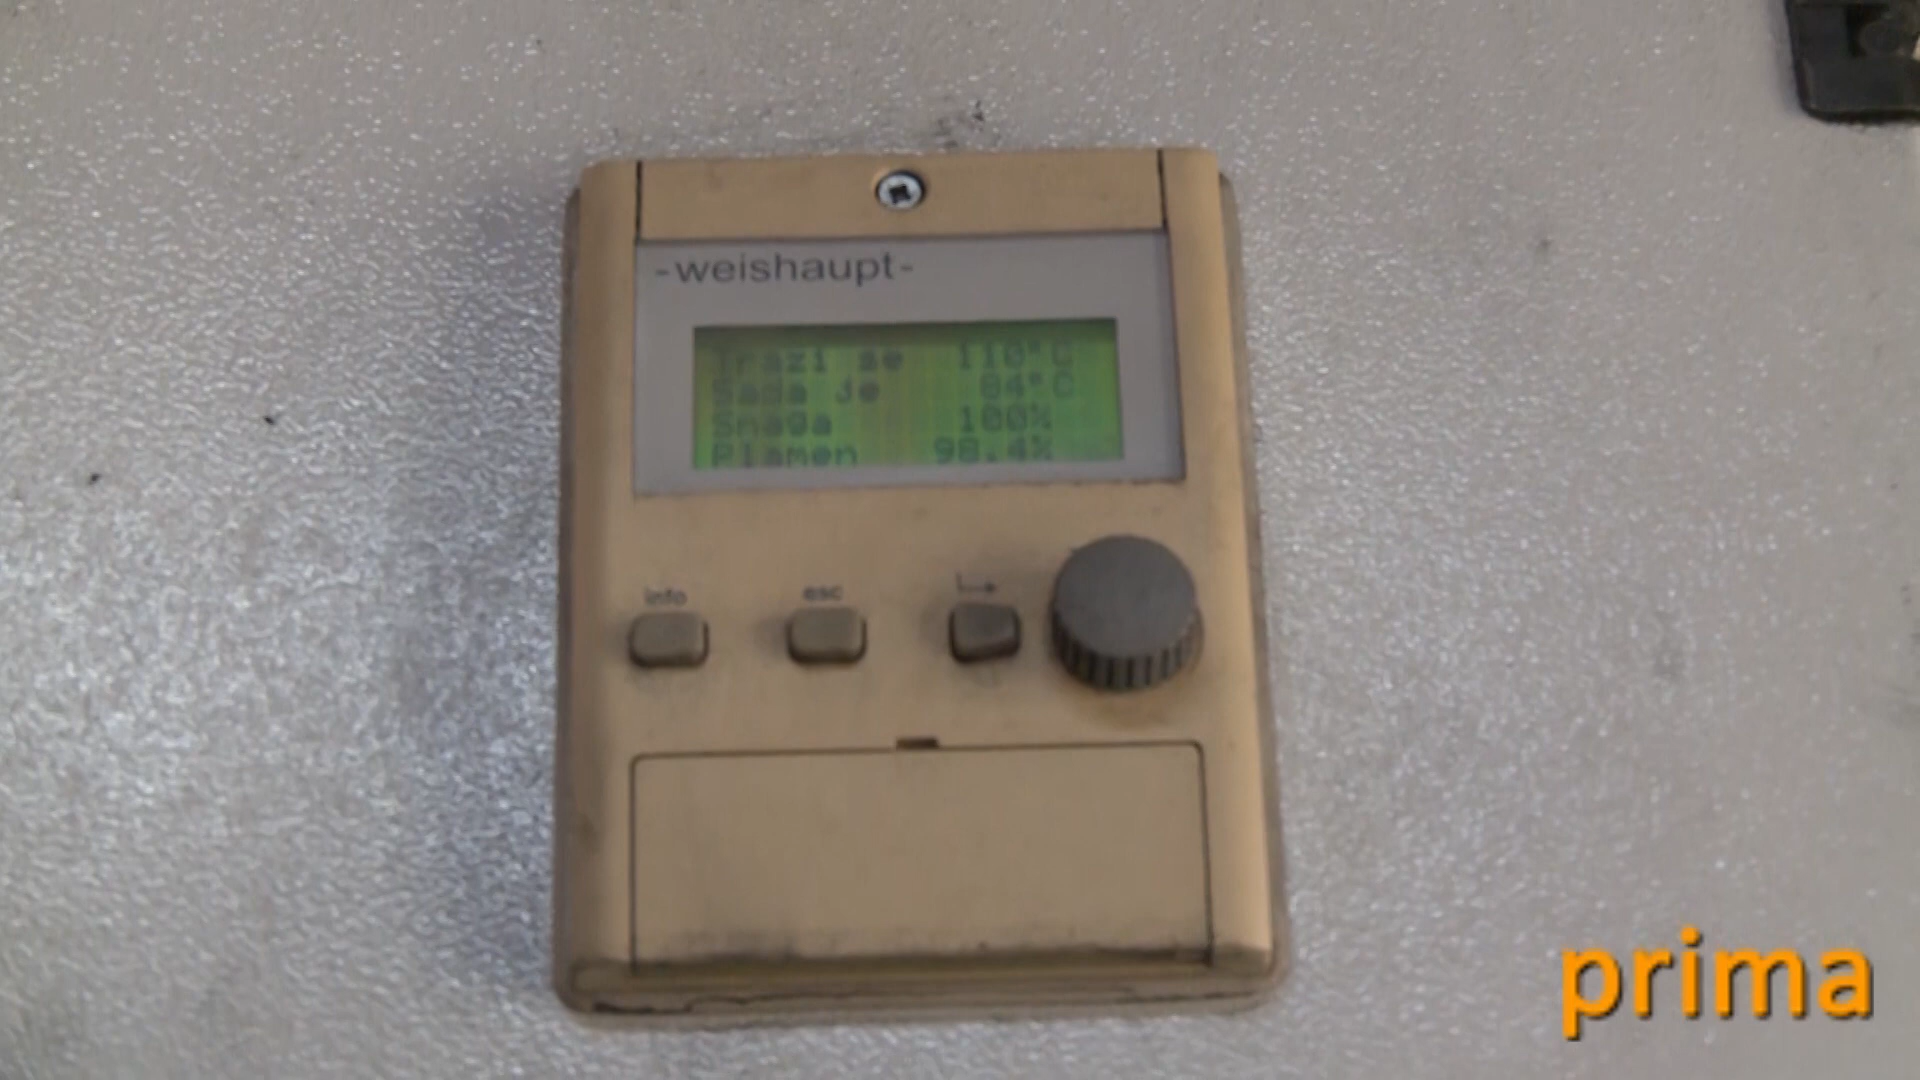 -weishaupt-
Trazi se 110°C
Sada je 84°C
Snaga 100%
Plamen 98.4%
info esc
prima